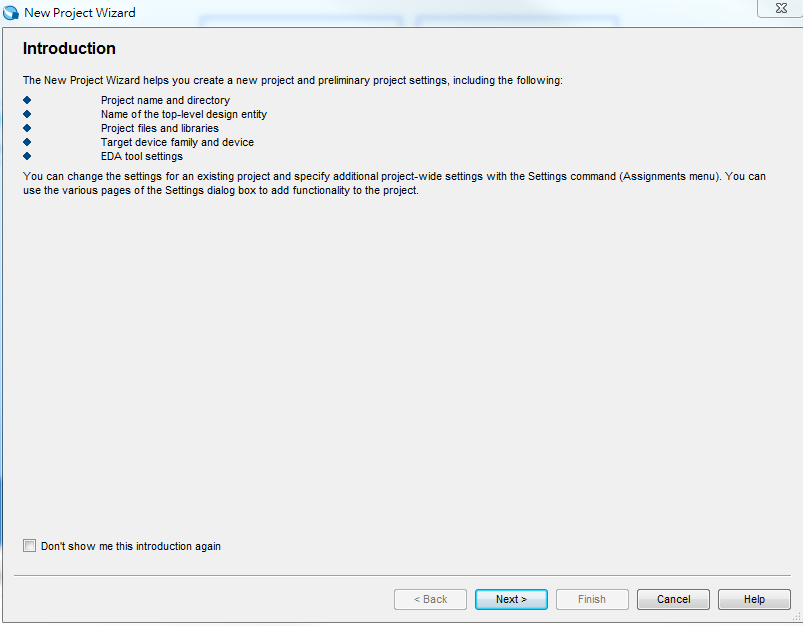 New Project Wizard
Introduction
The New Project Wizard helps you create a new project and preliminary project settings, including the following:
Project name and directory
Name of the top-level design entity
Project files and libraries
Target device family and device
EDA tool settings
You can change the settings for an existing project and specify additional project-wide settings with the Settings command (Assignments menu). You can
use the various pages of the Settings dialog box to add functionality to the project.
Don't show me this introduction again
< Back Next > Finish Cancel Help